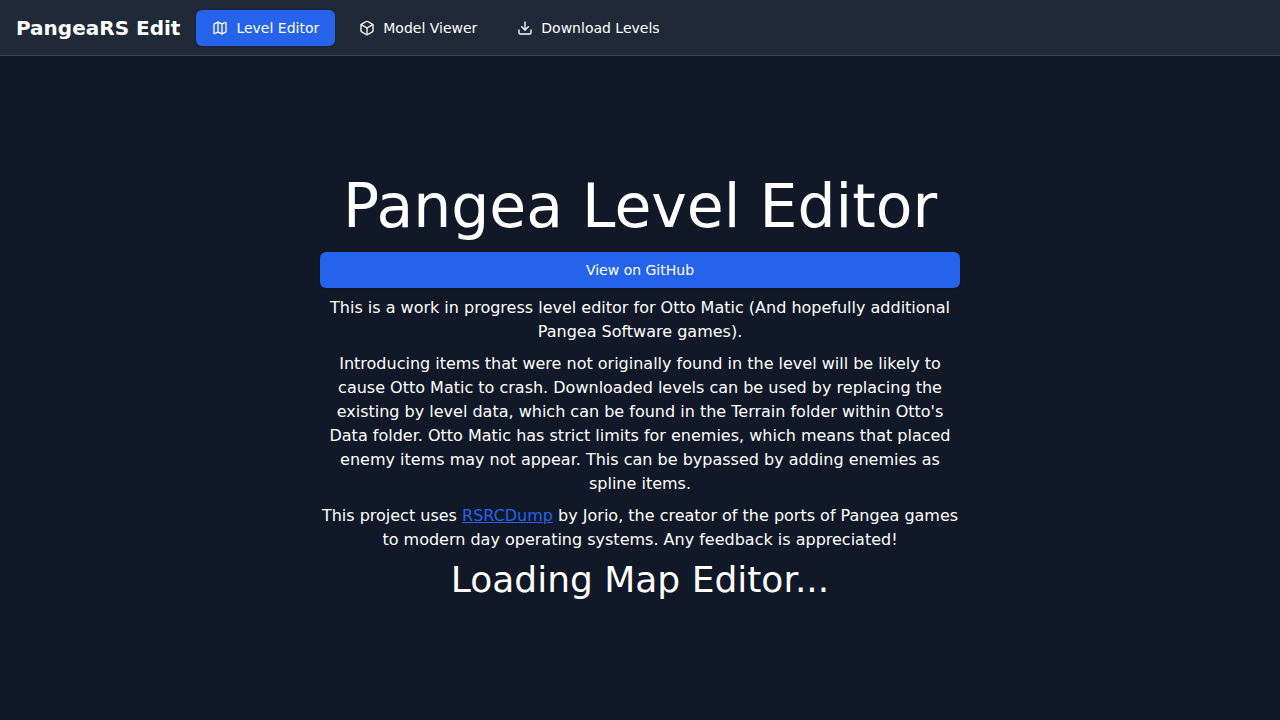 PangeaRS Edit
Level Editor
Model Viewer
Download Levels
Pangea Level Editor
View on GitHub
This is a work in progress level editor for Otto Matic (And hopefully additional
Pangea Software games).
Introducing items that were not originally found in the level will be likely to
cause Otto Matic to crash. Downloaded levels can be used by replacing the
existing by level data, which can be found in the Terrain folder within Otto's
Data folder. Otto Matic has strict limits for enemies, which means that placed
enemy items may not appear. This can be bypassed by adding enemies as
spline items.
This project uses RSRCDump by Jorio, the creator of the ports of Pangea games
to modern day operating systems. Any feedback is appreciated!
Loading Map Editor...